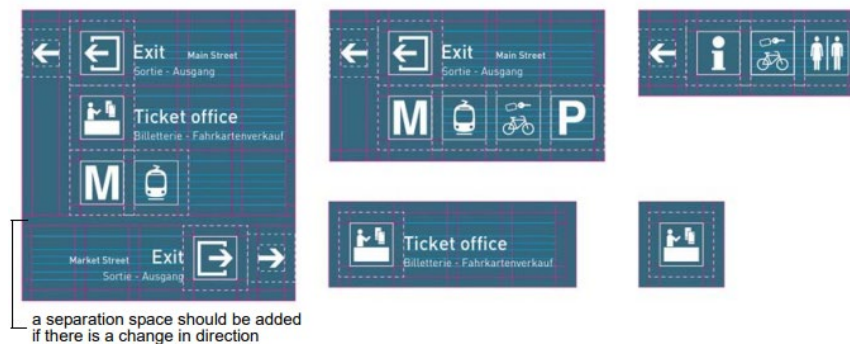 Exit Main Street
Sortie - Ausgang
Ticket office
Billetterie - Fahrkartenverkauf
M
Market Street Exit
Sortie - Ausgang
a separation space should be added
if there is a change in direction
Exit Main Street
Sortie - Ausgang
M P
Ticket office
Billetterie - Fahrkartenverkauf
i